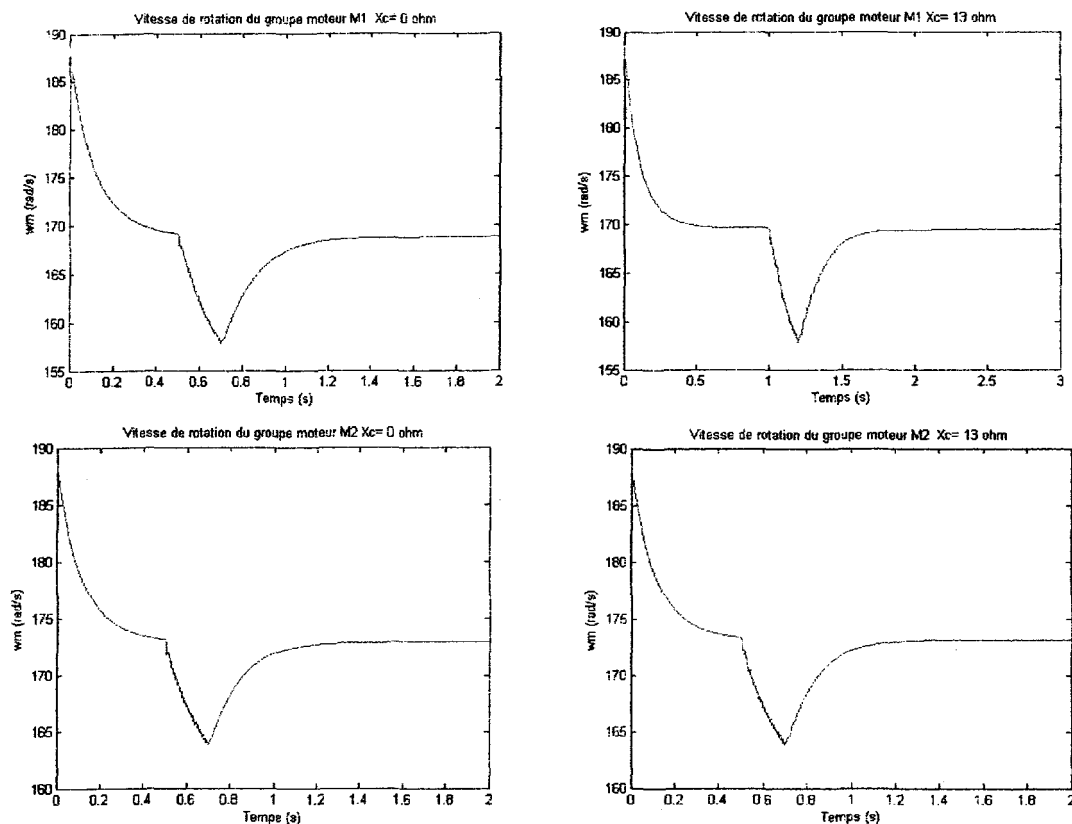 Vitesse de rotation du groupe moteur M1 Xc= 0 ohm
190
185
180
175
170
165
160
155
wm (rad/s)
0 0.2 0.4 0.6 0.8 1 1.2 1.4 1.6 1.8 2
Temps (s)
Vitesse de rotation du groupe moteur M1 Xc= 13 ohm
190
185
180
175
170
165
160
155
wm (rad/s)
0 0.5 1 1.5 2 2.5 3
Temps (s)
Vitesse de rotation du groupe moteur M2 Xc= 0 ohm
190
185
180
175
170
165
160
wm (rad/s)
0 0.2 0.4 0.6 0.8 1 1.2 1.4 1.6 1.8 2
Temps (s)
Vitesse de rotation du groupe moteur M2 Xc= 13 ohm
190
185
180
175
170
165
160
wm (rad/s)
0 0.2 0.4 0.6 0.8 1 1.2 1.4 1.6 1.8 2
Temps (s)